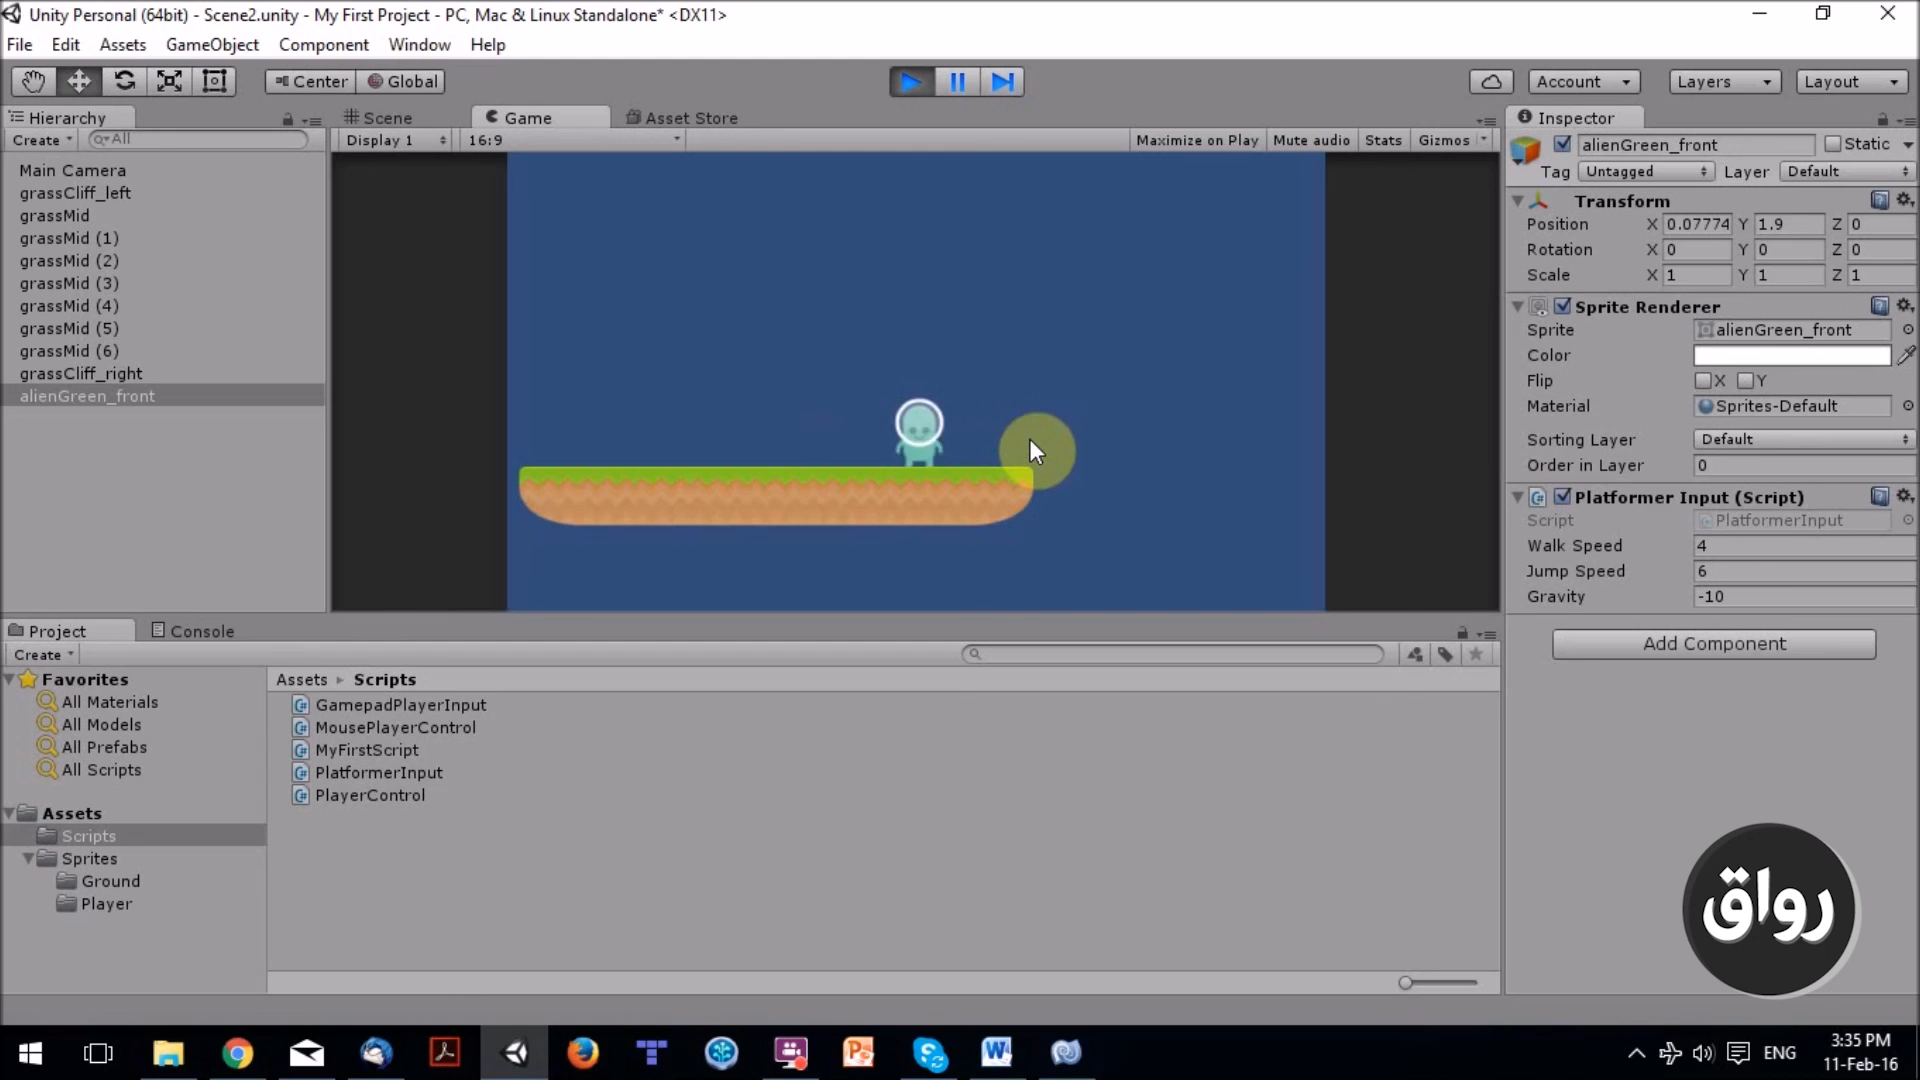 Unity Personal (64bit) - Scene2.unity - My First Project - PC, Mac & Linux Standalone* <DX11>
File Edit Assets GameObject Component Window Help
Center Global Account Layers Layout
Hierarchy
Create All
Main Camera
grassCliff_left
grassMid
grassMid (1)
grassMid (2)
grassMid (3)
grassMid (4)
grassMid (5)
grassMid (6)
grassCliff_right
alienGreen_front
Scene Game Asset Store
Display 1 16:9 Maximize on Play Mute audio Stats Gizmos
Inspector
alienGreen_front Static
Tag Untagged Layer Default
Transform
Position X 0.07774 Y 1.9 Z 0
Rotation X 0 Y 0 Z 0
Scale X 1 Y 1 Z 1
Sprite Renderer
Sprite alienGreen_front
Color
Flip X Y
Material Sprites-Default
Sorting Layer Default
Order in Layer 0
Platformer Input (Script)
Script PlatformerInput
Walk Speed 4
Jump Speed 6
Gravity -10
Add Component
Project Console
Create
Favorites
All Materials
All Models
All Prefabs
All Scripts
Assets
Scripts
Sprites
Ground
Player
Assets Scripts
GamepadPlayerInput
MousePlayerControl
MyFirstScript
PlatformerInput
PlayerControl
رواق
ENG
3:35 PM
11-Feb-16